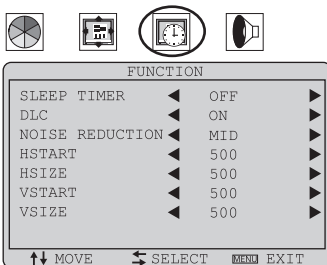 FUNCTION
SLEEP TIMER ◀ OFF ▶
DLC ◀ ON ▶
NOISE REDUCTION ◀ MID ▶
HSTART ◀ 500 ▶
HSIZE ◀ 500 ▶
VSTART ◀ 500 ▶
VSIZE ◀ 500 ▶
MOVE SELECT MENU EXIT